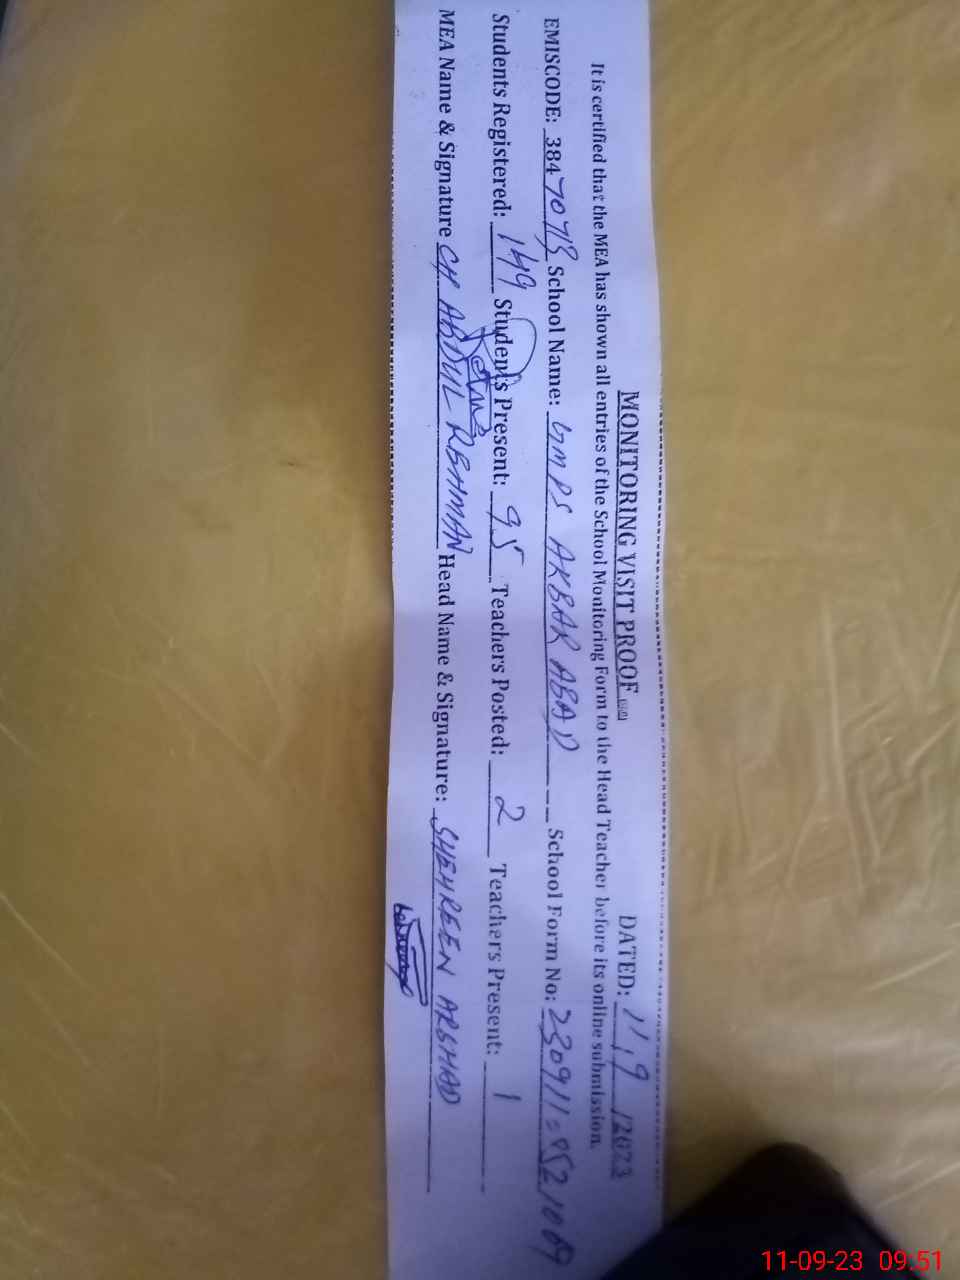 MONITORING VISIT PROOF DATED: 11,9/2023
It is certified that the MEA has shown all entries of the School Monitoring Form to the Head Teacher before its online submission.
EMISCODE: 384 70713 School Name: GMPS AKBAR ABAD School Form No:
Students Registered: 149 Students Present: 95 Teachers Posted: 2 Teachers Present: 1
MEA Name & Signature CH ABDUL REHMAN Head Name & Signature: SHEHREEN ARSHAD
11-09-23 09:51